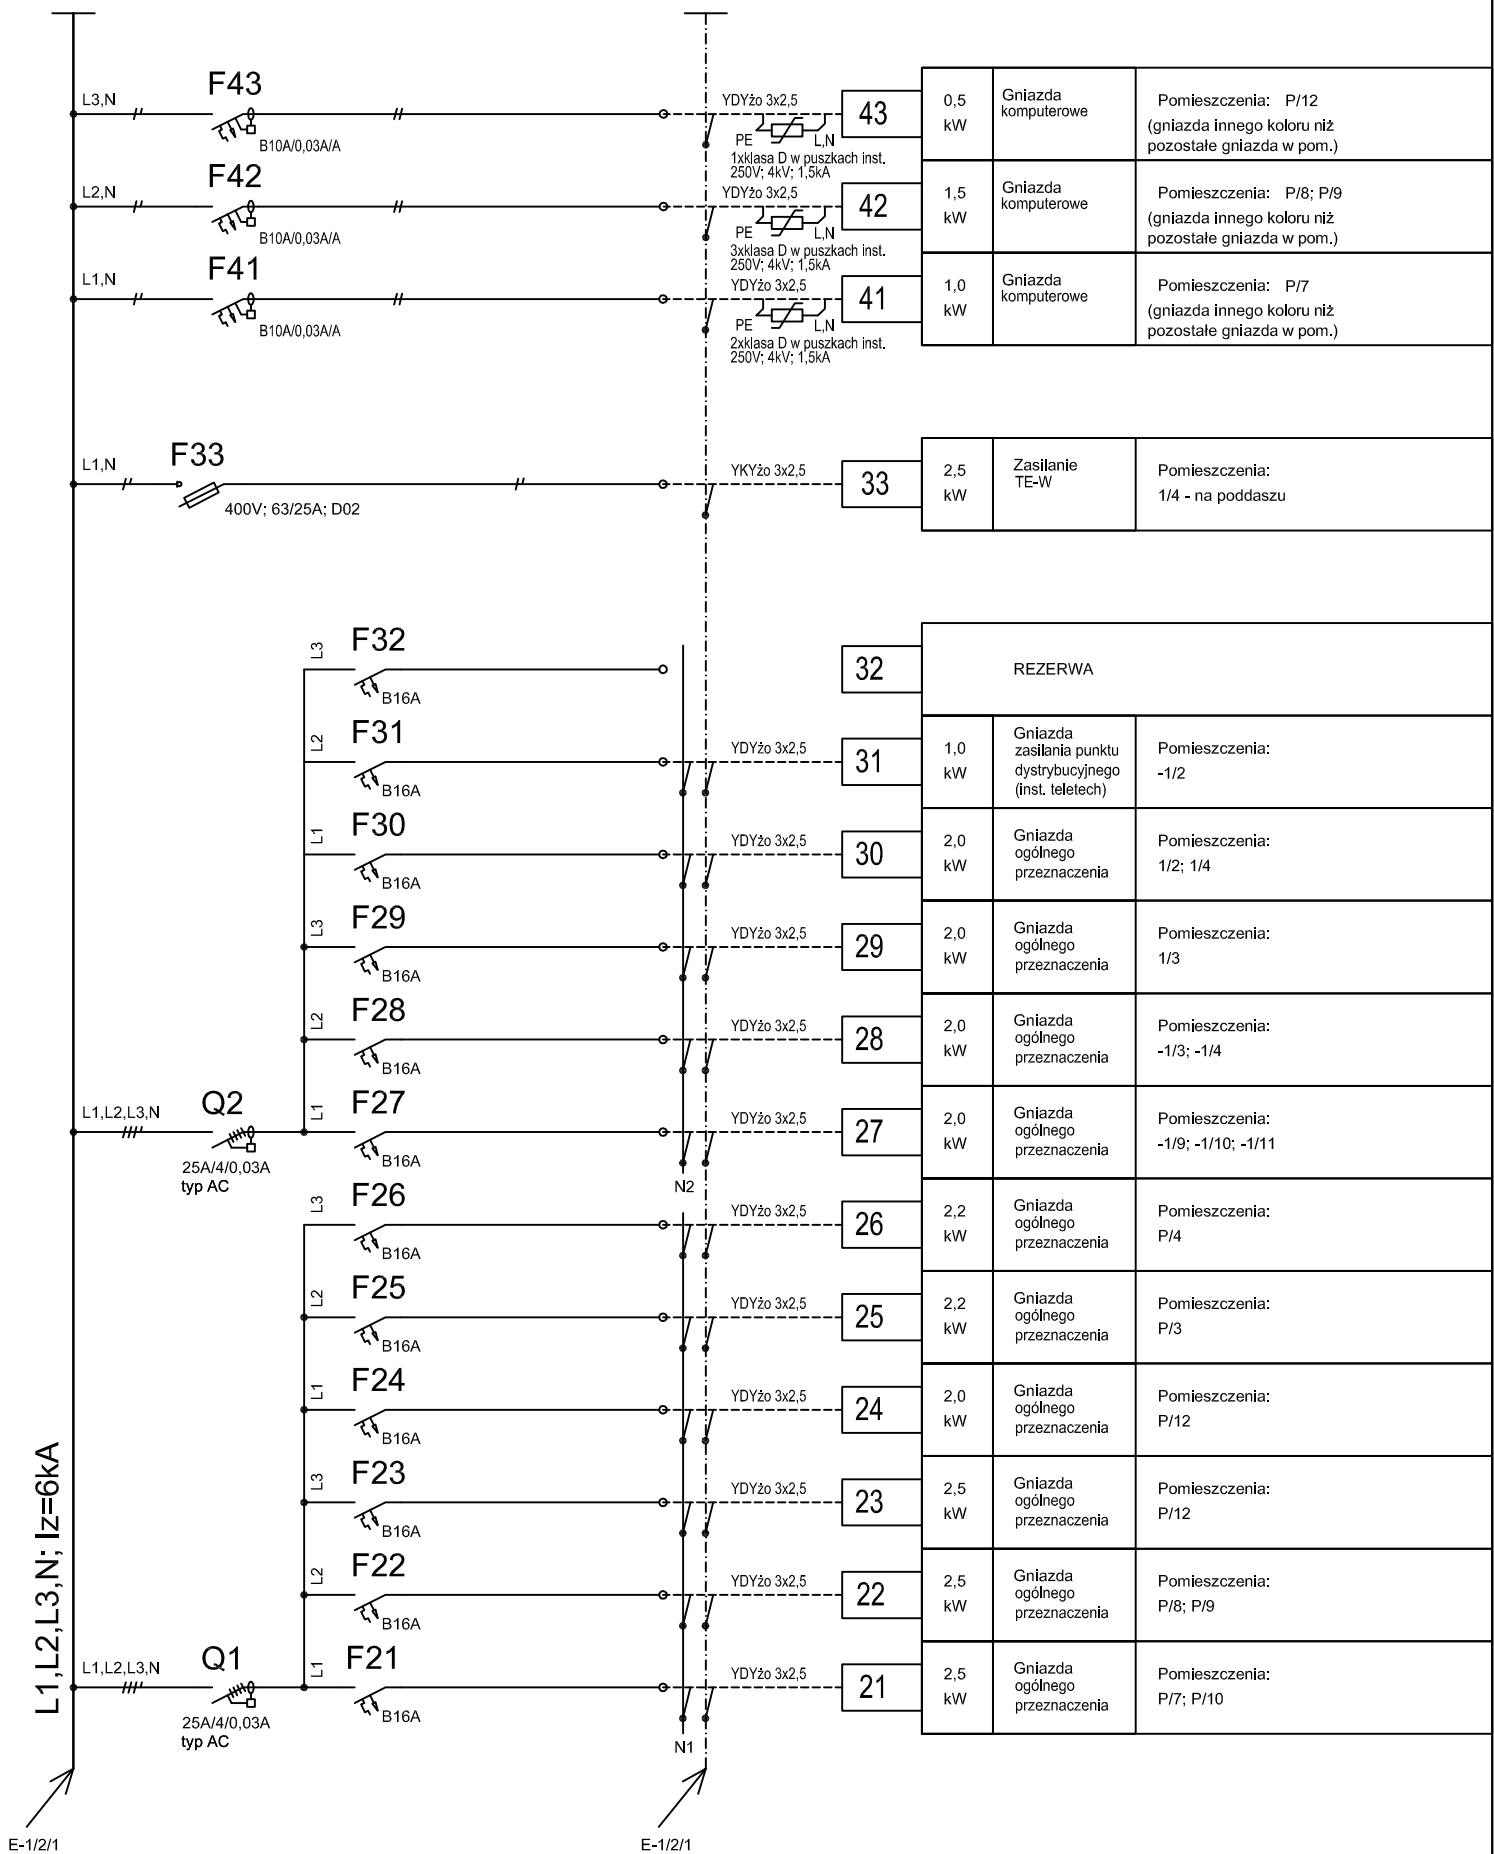 F43
L3,N
B10A/0,03A/A
YDYżo 3x2,5
PE
L,N
1xklasa D w puszkach inst.
250V; 4kV; 1,5kA
43
0,5
kW
Gniazda
komputerowe
Pomieszczenia: P/12
(gniazda innego koloru niż
pozostałe gniazda w pom.)
F42
L2,N
B10A/0,03A/A
YDYżo 3x2,5
PE
L,N
3xklasa D w puszkach inst.
250V; 4kV; 1,5kA
42
1,5
kW
Gniazda
komputerowe
Pomieszczenia: P/8; P/9
(gniazda innego koloru niż
pozostałe gniazda w pom.)
F41
L1,N
B10A/0,03A/A
YDYżo 3x2,5
PE
L,N
2xklasa D w puszkach inst.
250V; 4kV; 1,5kA
41
1,0
kW
Gniazda
komputerowe
Pomieszczenia: P/7
(gniazda innego koloru niż
pozostałe gniazda w pom.)
F33
L1,N
400V; 63/25A; D02
YKYżo 3x2,5
33
2,5
kW
Zasilanie
TE-W
Pomieszczenia:
1/4 - na poddaszu
L3
F32
B16A
32
REZERWA
L2
F31
B16A
YDYżo 3x2,5
31
1,0
kW
Gniazda
zasilania punktu
dystrybucyjnego
(inst. teletech)
Pomieszczenia:
-1/2
L1
F30
B16A
YDYżo 3x2,5
30
2,0
kW
Gniazda
ogólnego
przeznaczenia
Pomieszczenia:
1/2; 1/4
L3
F29
B16A
YDYżo 3x2,5
29
2,0
kW
Gniazda
ogólnego
przeznaczenia
Pomieszczenia:
1/3
L2
F28
B16A
YDYżo 3x2,5
28
2,0
kW
Gniazda
ogólnego
przeznaczenia
Pomieszczenia:
-1/3; -1/4
L1,L2,L3,N
Q2
25A/4/0,03A
typ AC
L1
F27
B16A
YDYżo 3x2,5
27
2,0
kW
Gniazda
ogólnego
przeznaczenia
Pomieszczenia:
-1/9; -1/10; -1/11
N2
L3
F26
B16A
YDYżo 3x2,5
26
2,2
kW
Gniazda
ogólnego
przeznaczenia
Pomieszczenia:
P/4
L2
F25
B16A
YDYżo 3x2,5
25
2,2
kW
Gniazda
ogólnego
przeznaczenia
Pomieszczenia:
P/3
L1
F24
B16A
YDYżo 3x2,5
24
2,0
kW
Gniazda
ogólnego
przeznaczenia
Pomieszczenia:
P/12
L3
F23
B16A
YDYżo 3x2,5
23
2,5
kW
Gniazda
ogólnego
przeznaczenia
Pomieszczenia:
P/12
L2
F22
B16A
YDYżo 3x2,5
22
2,5
kW
Gniazda
ogólnego
przeznaczenia
Pomieszczenia:
P/8; P/9
L1,L2,L3,N
Q1
25A/4/0,03A
typ AC
L1
F21
B16A
YDYżo 3x2,5
21
2,5
kW
Gniazda
ogólnego
przeznaczenia
Pomieszczenia:
P/7; P/10
N1
L1,L2,L3,N; Iz=6kA
E-1/2/1
E-1/2/1